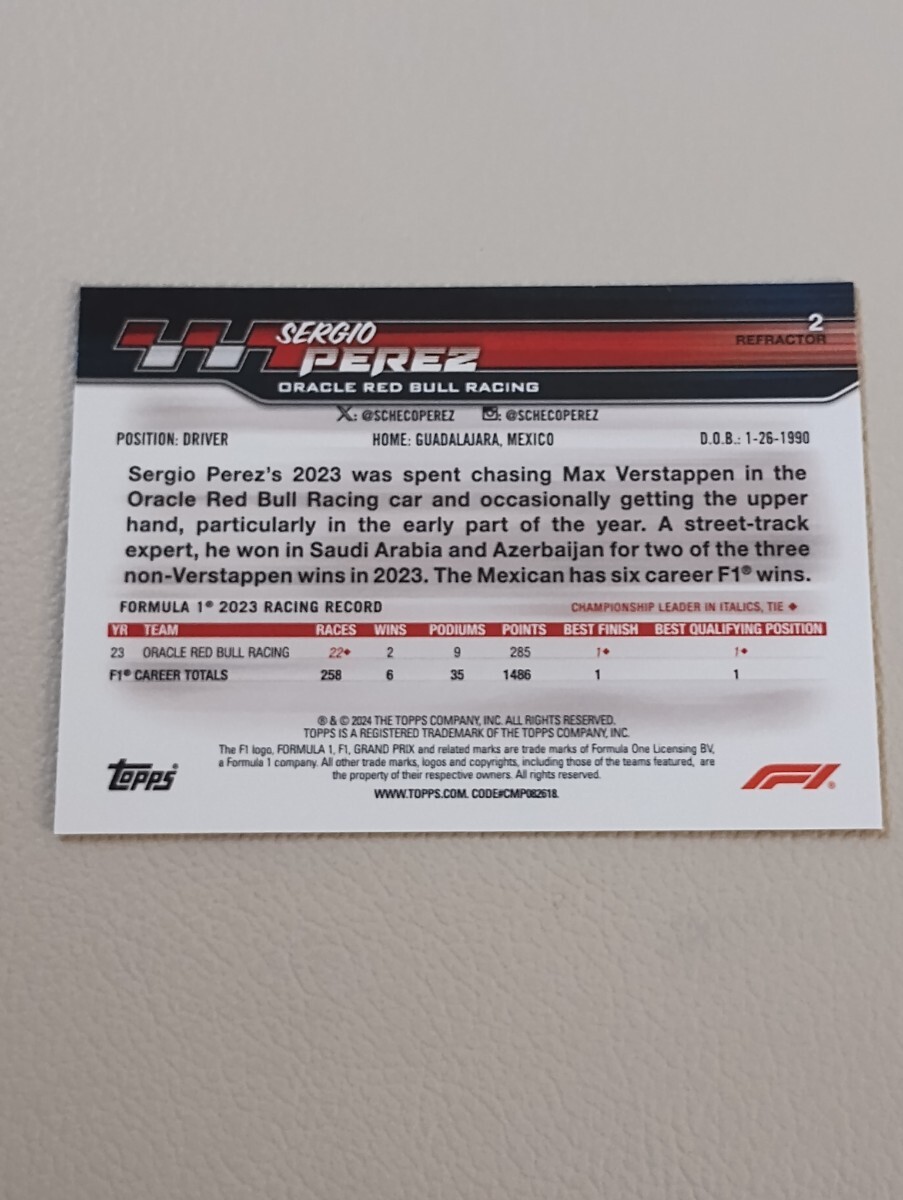 SERGIO
PEREZ
2
REFRACTOR
ORACLE RED BULL RACING
X: @SCHECOPEREZ : @SCHECOPEREZ
POSITION: DRIVER HOME: GUADALAJARA, MEXICO D.O.B.: 1-26-1990
Sergio Perez's 2023 was spent chasing Max Verstappen in the
Oracle Red Bull Racing car and occasionally getting the upper
hand, particularly in the early part of the year. A street-track
expert, he won in Saudi Arabia and Azerbaijan for two of the three
non-Verstappen wins in 2023. The Mexican has six career F1® wins.
FORMULA 1® 2023 RACING RECORD CHAMPIONSHIP LEADER IN ITALICS, TIE ♦
YR TEAM RACES WINS PODIUMS POINTS BEST FINISH BEST QUALIFYING POSITION
23 ORACLE RED BULL RACING 22♦ 2 9 285 1♦ 1♦
F1® CAREER TOTALS 258 6 35 1486 1 1
® & © 2024 THE TOPPS COMPANY, INC. ALL RIGHTS RESERVED.
TOPPS IS A REGISTERED TRADEMARK OF THE TOPPS COMPANY, INC.
The F1 logo, FORMULA 1, F1, GRAND PRIX and related marks are trade marks of Formula One Licensing BV,
a Formula 1 company. All other trade marks, logos and copyrights, including those of the teams featured, are
the property of their respective owners. All rights reserved.
WWW.TOPPS.COM. CODE#CMP082618.
Topps®
F1®